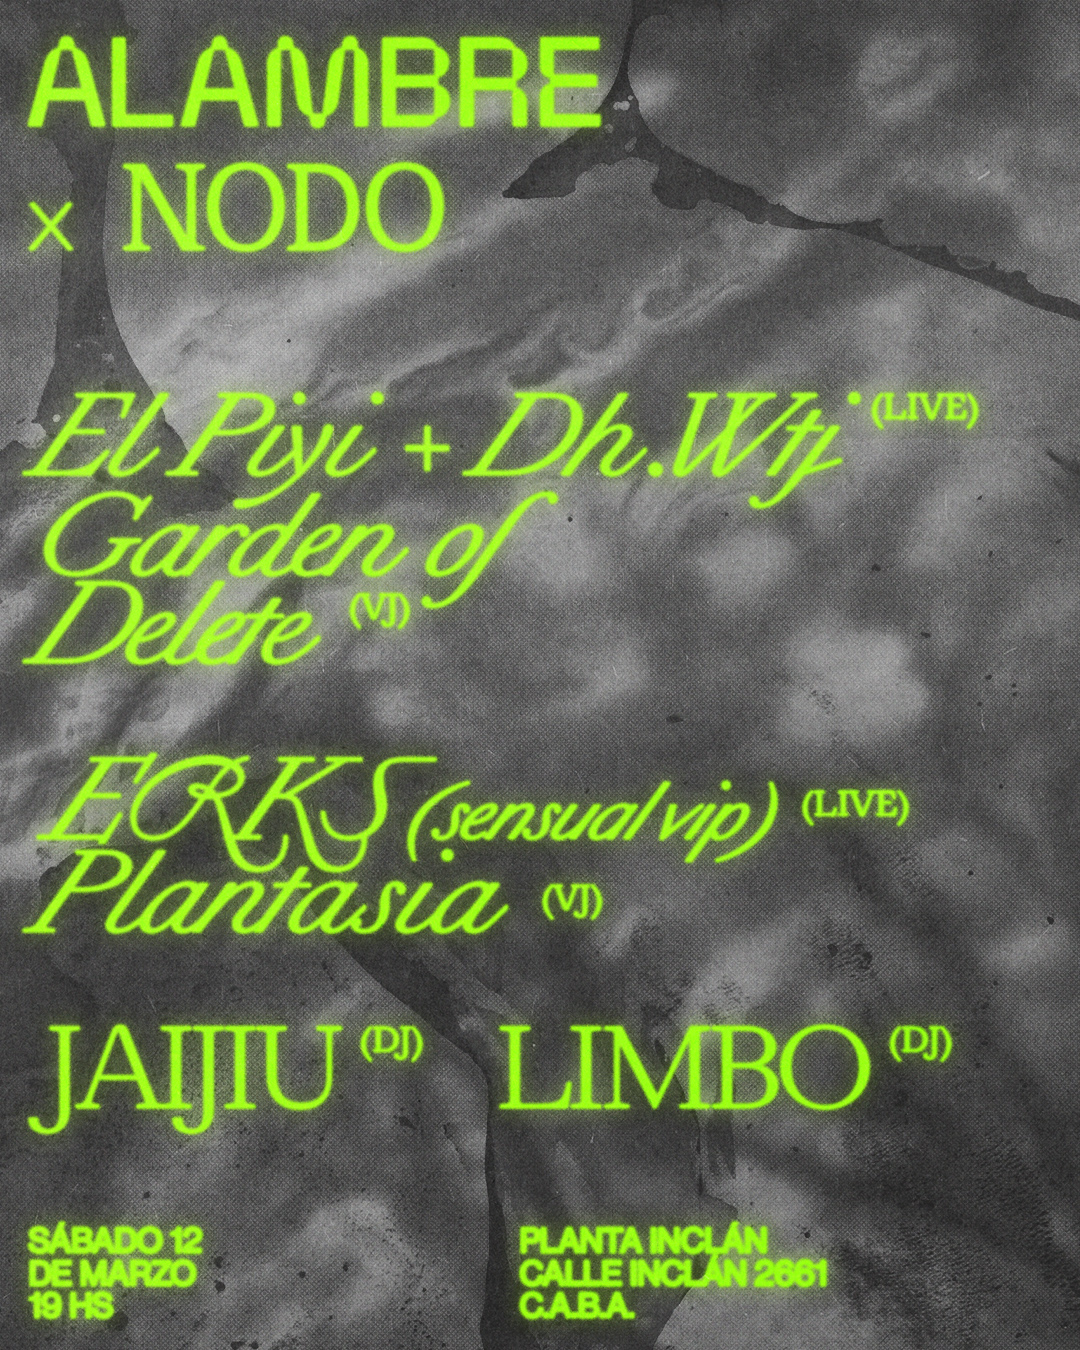 ALAMBRE
x NODO
El Piyi + Dh.Wtj (LIVE)
Garden of
Delete (VJ)
ERKS (sensual vip) (LIVE)
Plantasia (VJ)
JAIJIU (DJ) LIMBO (DJ)
SÁBADO 12
DE MARZO
19 HS
PLANTA INCLÁN
CALLE INCLÁN 2661
C.A.B.A.